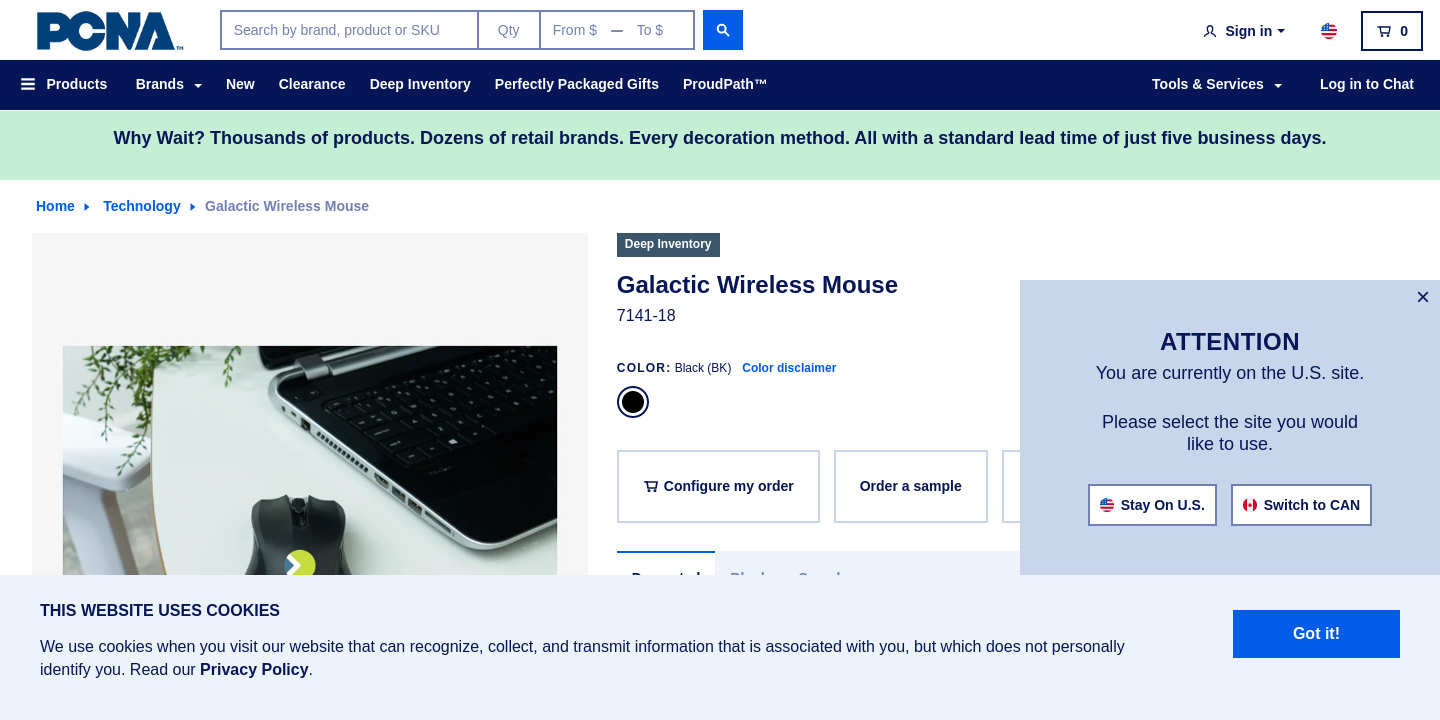 PCNA™
Search by brand, product or SKU
Qty
From $ — To $
Sign in
0
Products
Brands
New
Clearance
Deep Inventory
Perfectly Packaged Gifts
ProudPath™
Tools & Services
Log in to Chat
Why Wait? Thousands of products. Dozens of retail brands. Every decoration method. All with a standard lead time of just five business days.
Home
Technology
Galactic Wireless Mouse
Deep Inventory
Galactic Wireless Mouse
7141-18
COLOR: Black (BK) Color disclaimer
Configure my order
Order a sample
×
ATTENTION
You are currently on the U.S. site.
Please select the site you would
like to use.
Stay On U.S.
Switch to CAN
THIS WEBSITE USES COOKIES
We use cookies when you visit our website that can recognize, collect, and transmit information that is associated with you, but which does not personally
identify you. Read our Privacy Policy.
Got it!